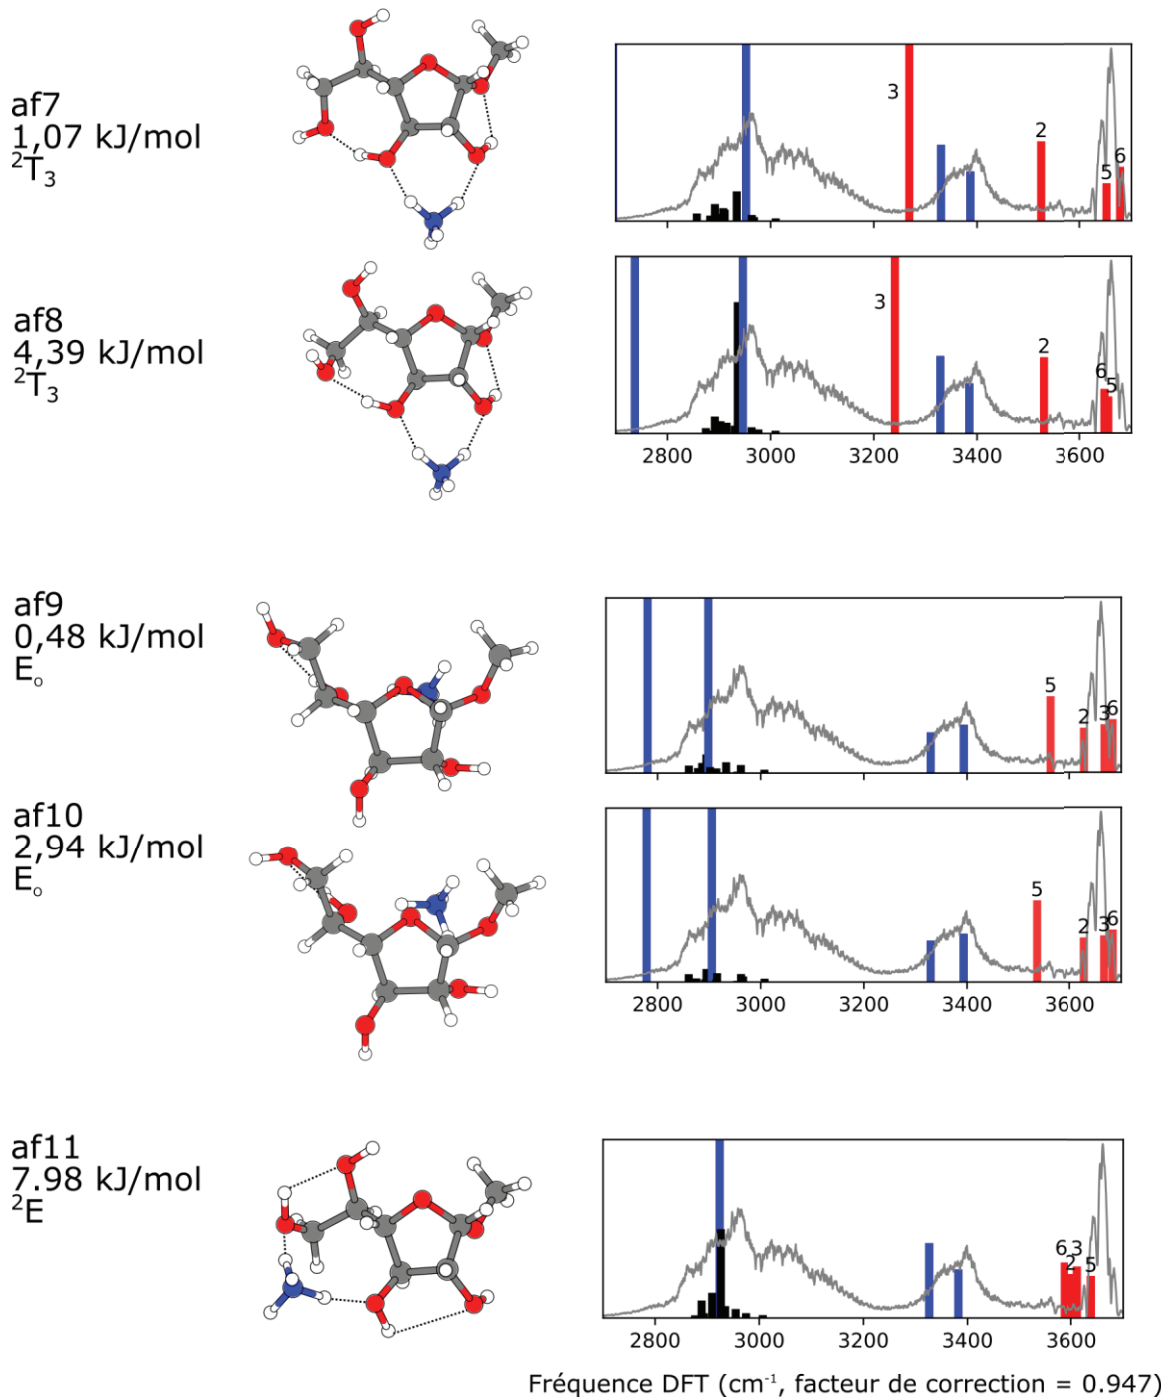 af7
1,07 kJ/mol
²T₃
3
2
5
6
af8
4,39 kJ/mol
²T₃
3
2
6
5
2800 3000 3200 3400 3600
af9
0,48 kJ/mol
Eₒ
5
2
3
6
af10
2,94 kJ/mol
Eₒ
5
2
3
6
2800 3000 3200 3400 3600
af11
7.98 kJ/mol
²E
6
2
3
5
2800 3000 3200 3400 3600
Fréquence DFT (cm⁻¹, facteur de correction = 0.947)